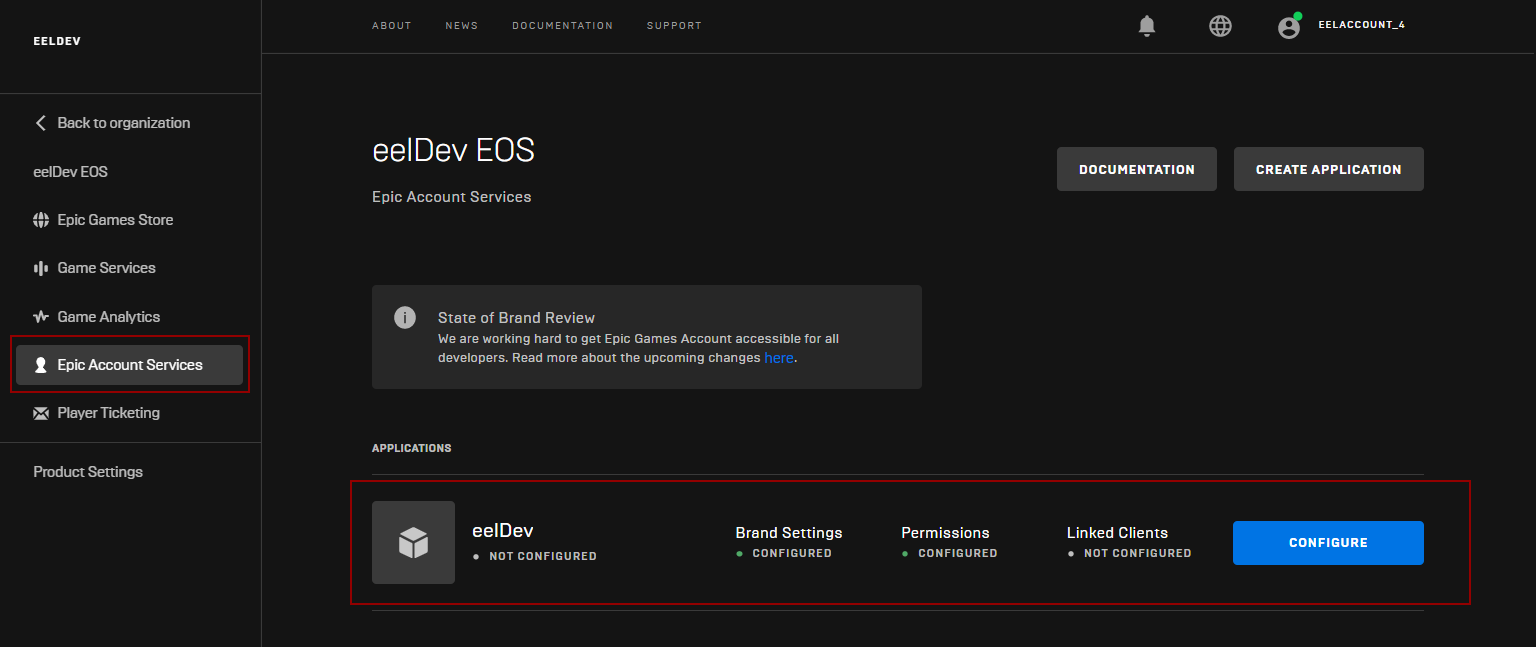 EELDEV
ABOUT NEWS DOCUMENTATION SUPPORT
EELACCOUNT_4
Back to organization
eelDev EOS
Epic Games Store
Game Services
Game Analytics
Epic Account Services
Player Ticketing
Product Settings
eelDev EOS
Epic Account Services
DOCUMENTATION
CREATE APPLICATION
State of Brand Review
We are working hard to get Epic Games Account accessible for all
developers. Read more about the upcoming changes here.
APPLICATIONS
eelDev
NOT CONFIGURED
Brand Settings
CONFIGURED
Permissions
CONFIGURED
Linked Clients
NOT CONFIGURED
CONFIGURE